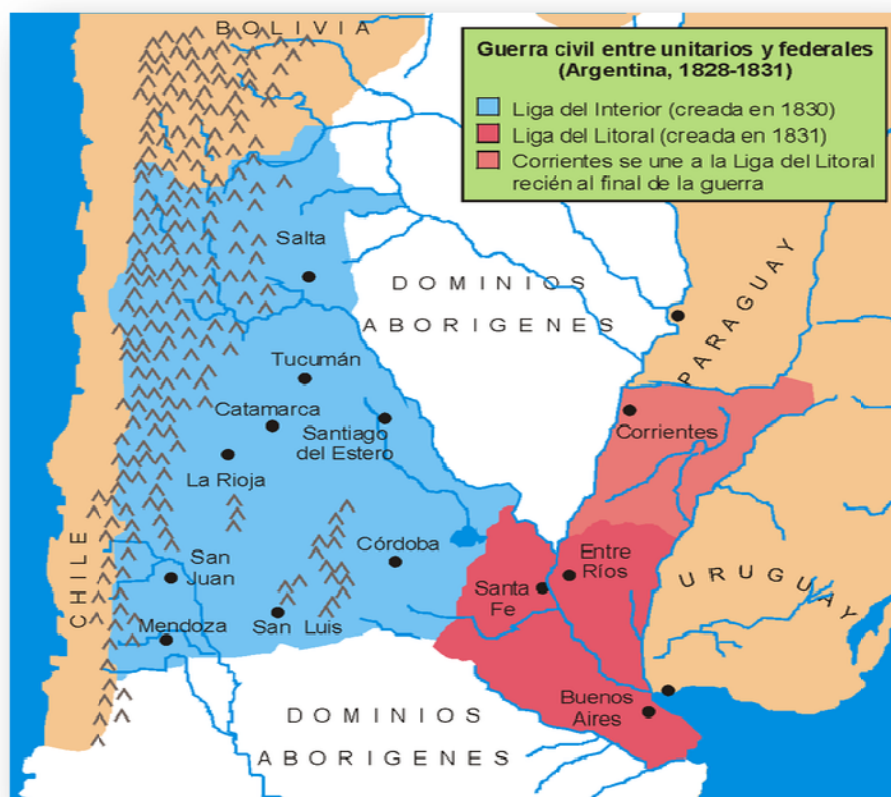 BOLIVIA
Guerra civil entre unitarios y federales
(Argentina, 1828-1831)
Liga del Interior (creada en 1830)
Liga del Litoral (creada en 1831)
Corrientes se une a la Liga del Litoral
recién al final de la guerra
Salta
DOMINIOS
ABORIGENES
PARAGUAY
Tucumán
Catamarca
Santiago
del Estero
Corrientes
La Rioja
CHILE
San
Juan
Córdoba
Entre
Ríos
Santa
Fe
URUGUAY
Mendoza
San Luis
Buenos
Aires
DOMINIOS
ABORIGENES